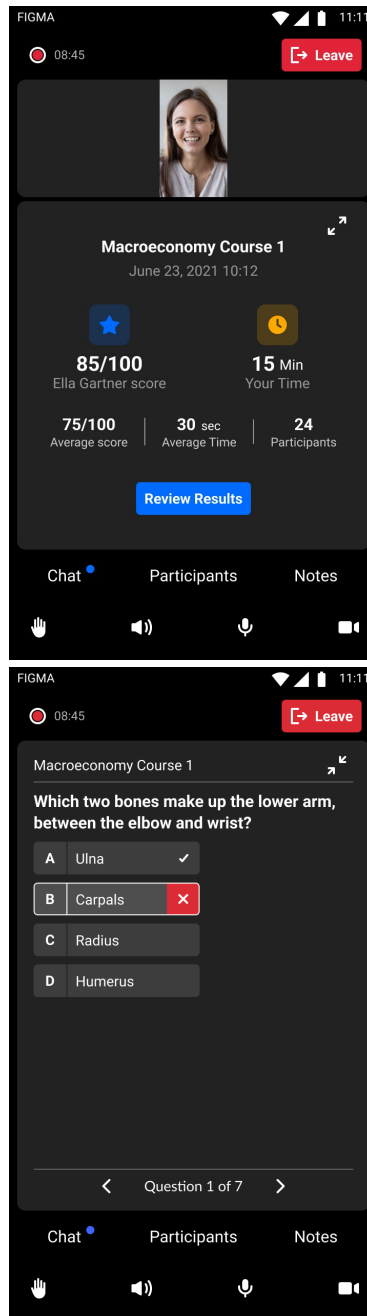 FIGMA 11:11
08:45 Leave
Macroeconomy Course 1
June 23, 2021 10:12
85/100 15 Min
Ella Gartner score Your Time
75/100 30 sec 24
Average score Average Time Participants
Review Results
Chat Participants Notes
FIGMA 11:11
08:45 Leave
Macroeconomy Course 1
Which two bones make up the lower arm,
between the elbow and wrist?
A Ulna
B Carpals
C Radius
D Humerus
Question 1 of 7
Chat Participants Notes